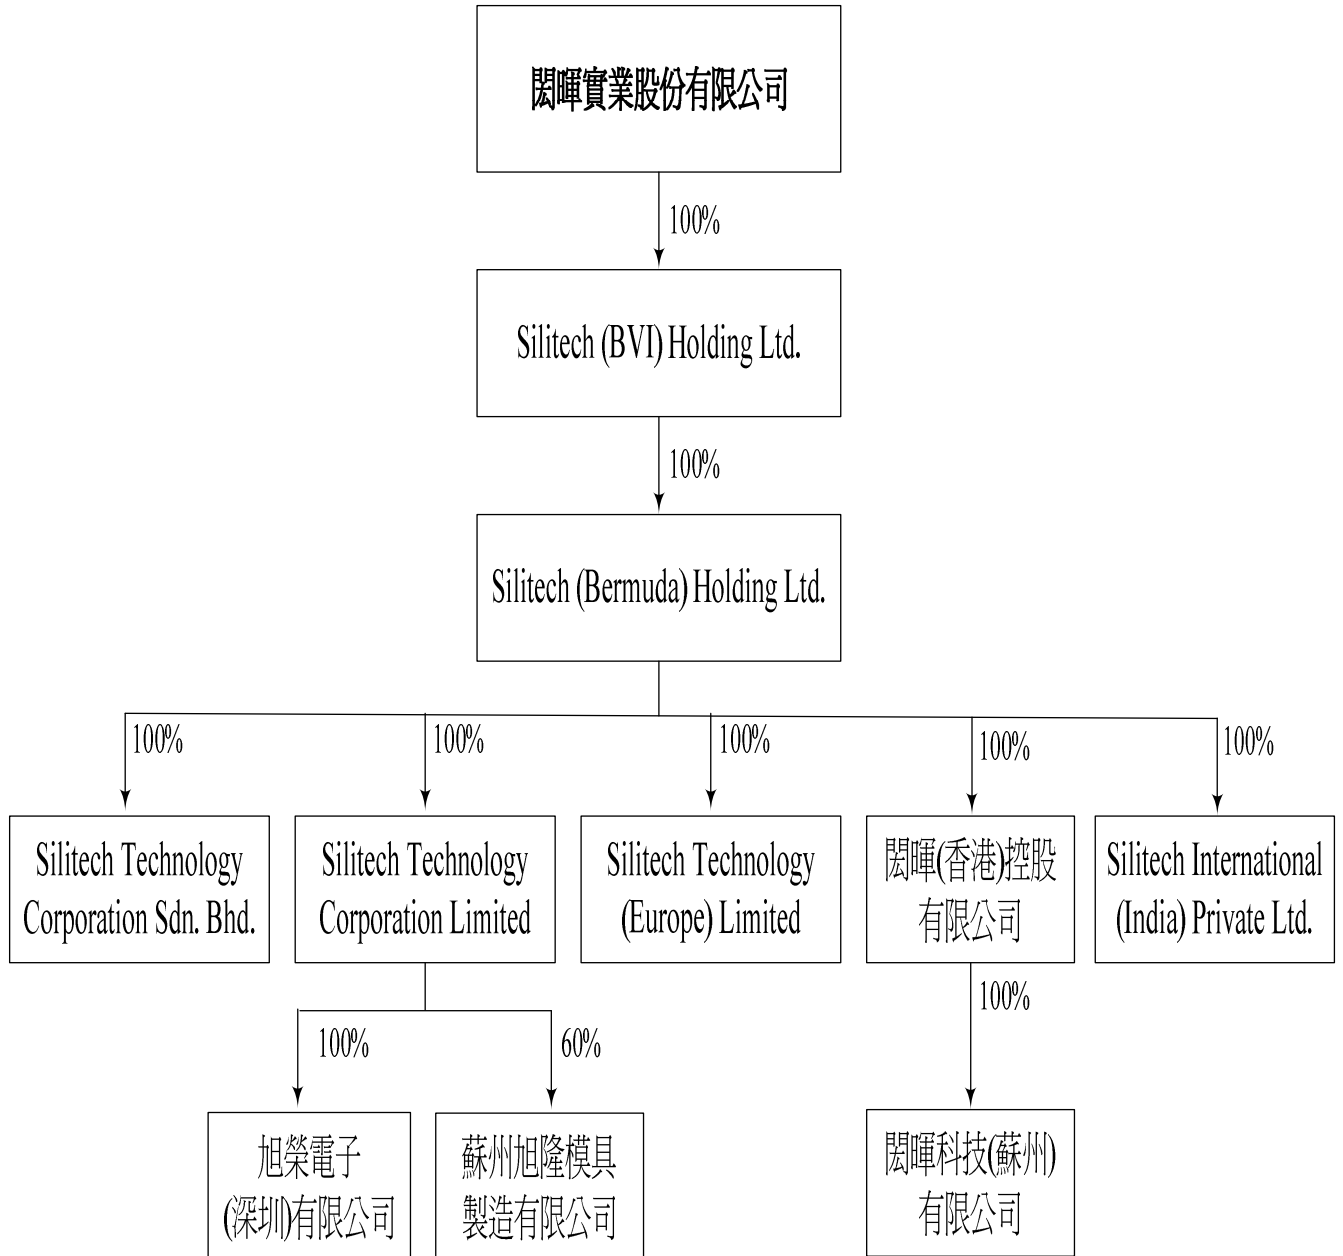 閎暉實業股份有限公司
100%
Silitech (BVI) Holding Ltd.
100%
Silitech (Bermuda) Holding Ltd.
100%
100%
100%
100%
100%
Silitech Technology
Corporation Sdn. Bhd.
Silitech Technology
Corporation Limited
Silitech Technology
(Europe) Limited
閎暉(香港)控股
有限公司
Silitech International
(India) Private Ltd.
100%
60%
100%
旭榮電子
(深圳)有限公司
蘇州旭隆模具
製造有限公司
閎暉科技(蘇州)
有限公司